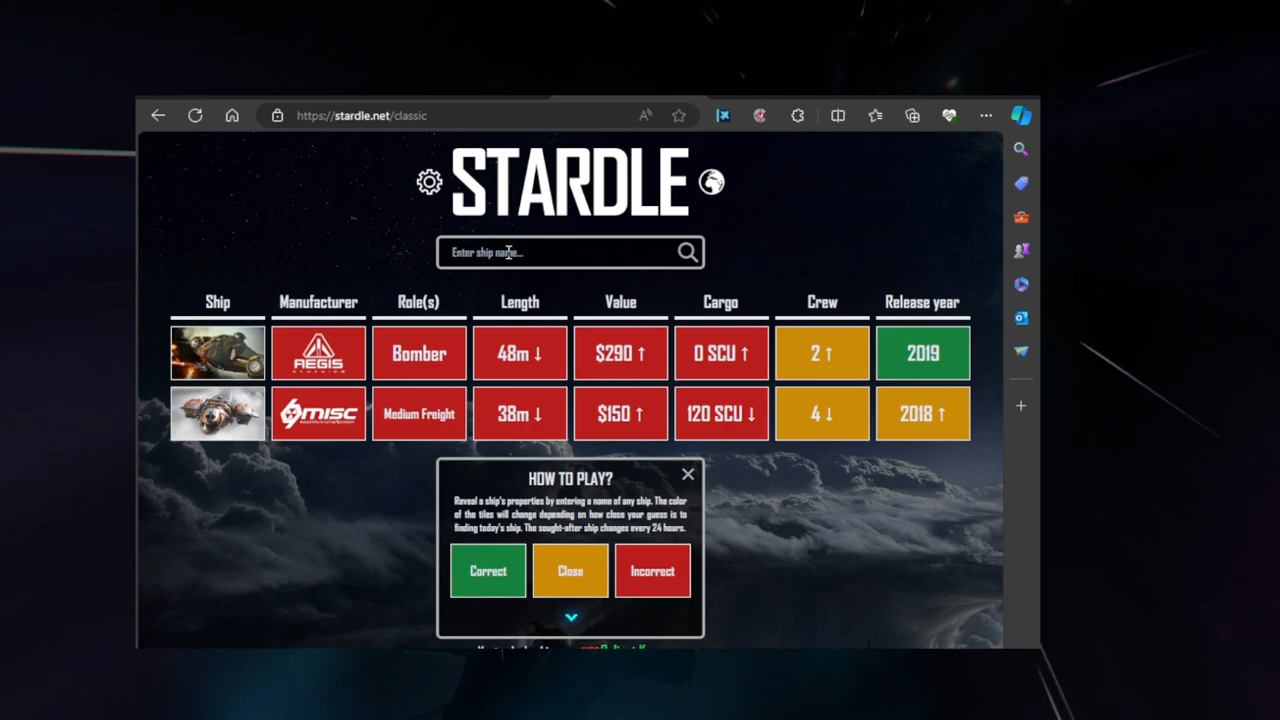 https://stardle.net/classic
STARDLE
Enter ship name...
Ship Manufacturer Role(s) Length Value Cargo Crew Release year
AEGIS
DYNAMICS
Bomber 48m ↓ $290 ↑ 0 SCU ↑ 2 ↑ 2019
MISC
Medium Freight 38m ↓ $150 ↑ 120 SCU ↓ 4 ↓ 2018 ↑
HOW TO PLAY?
Reveal a ship's properties by entering a name of any ship. The color
of the tiles will change depending on how close your guess is to
finding today's ship. The sought-after ship changes every 24 hours.
Correct Close Incorrect